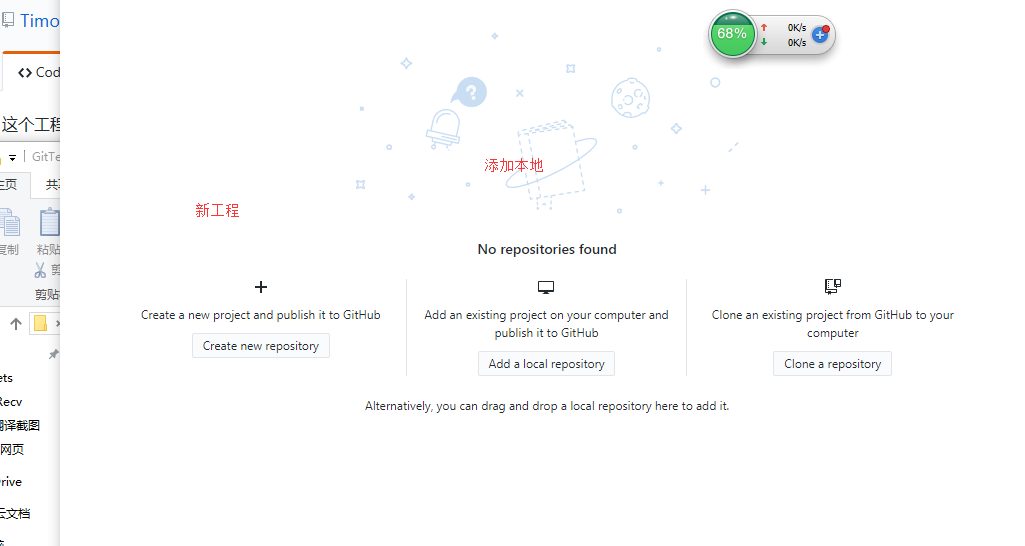 Timo
<> Cod
这个工程
GitTe
主页
共享
复制
粘贴
剪
剪贴
ets
Recv
翻译截图
网页
rive
云文档
68%
0K/s
0K/s
?
添加本地
新工程
No repositories found
Create a new project and publish it to GitHub
Create new repository
Add an existing project on your computer and
publish it to GitHub
Add a local repository
Clone an existing project from GitHub to your
computer
Clone a repository
Alternatively, you can drag and drop a local repository here to add it.